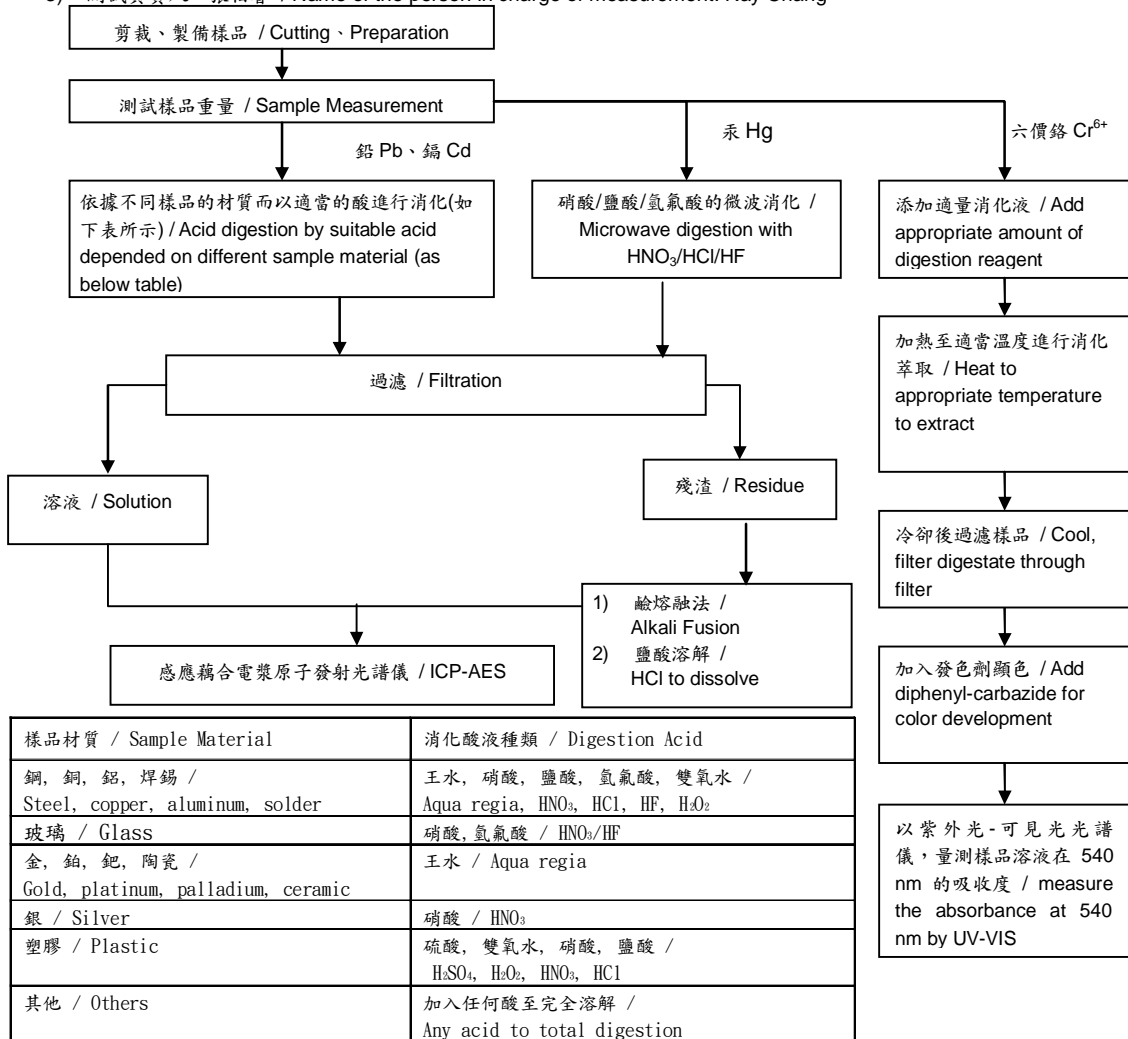 Name of the person in charge of measurement: Ray Chang
剪裁、製備樣品 / Cutting、Preparation
測試樣品重量 / Sample Measurement
鉛 Pb、鎘 Cd
汞 Hg
六價鉻 Cr6+
依據不同樣品的材質而以適當的酸進行消化(如
下表所示) / Acid digestion by suitable acid
depended on different sample material (as
below table)
硝酸/鹽酸/氫氟酸的微波消化 /
Microwave digestion with
HNO3/HCl/HF
添加適量消化液 / Add
appropriate amount of
digestion reagent
加熱至適當溫度進行消化
萃取 / Heat to
appropriate temperature
to extract
過濾 / Filtration
溶液 / Solution
殘渣 / Residue
冷卻後過濾樣品 / Cool,
filter digestate through
filter
1) 鹼熔融法 /
Alkali Fusion
2) 鹽酸溶解 /
HCl to dissolve
感應藕合電漿原子發射光譜儀 / ICP-AES
加入發色劑顯色 / Add
diphenyl-carbazide for
color development
以紫外光-可見光光譜
儀，量測樣品溶液在 540
nm 的吸收度 / measure
the absorbance at 540
nm by UV-VIS
樣品材質 / Sample Material
消化酸液種類 / Digestion Acid
鋼, 銅, 鋁, 焊錫 /
Steel, copper, aluminum, solder
王水, 硝酸, 鹽酸, 氫氟酸, 雙氧水 /
Aqua regia, HNO3, HCl, HF, H2O2
玻璃 / Glass
硝酸,氫氟酸 / HNO3/HF
金, 鉑, 鈀, 陶瓷 /
Gold, platinum, palladium, ceramic
王水 / Aqua regia
銀 / Silver
硝酸 / HNO3
塑膠 / Plastic
硫酸, 雙氧水, 硝酸, 鹽酸 /
H2SO4, H2O2, HNO3, HCl
其他 / Others
加入任何酸至完全溶解 /
Any acid to total digestion